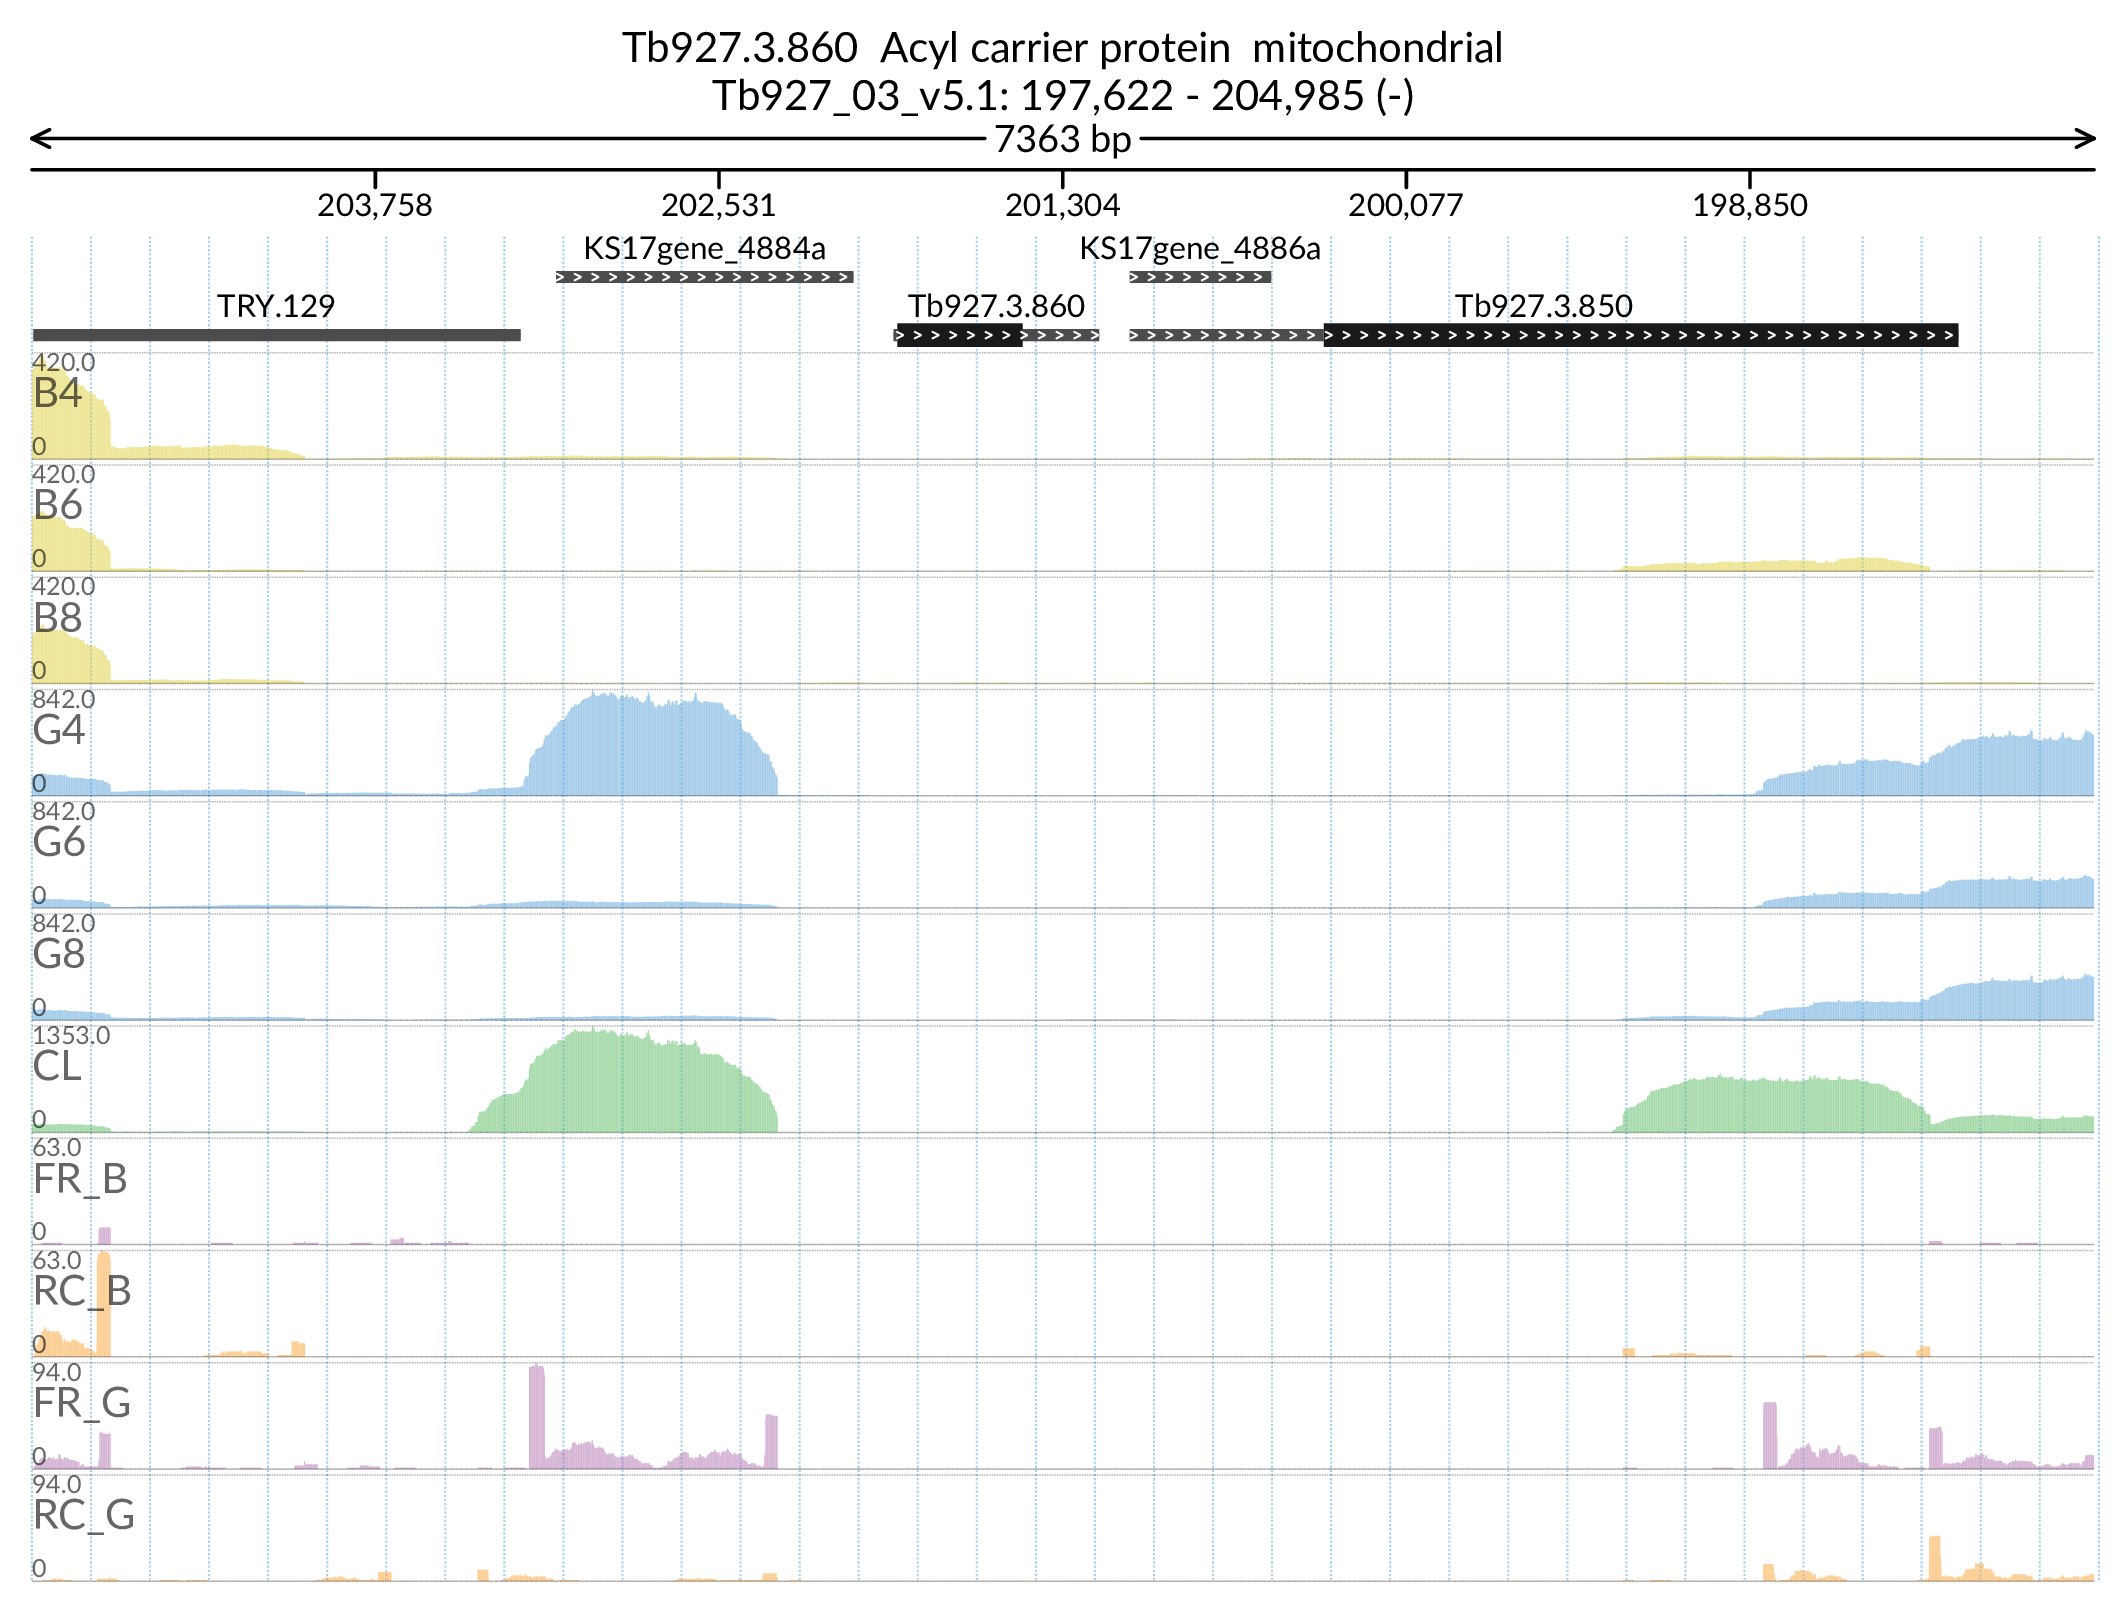 Tb927.3.860  Acyl carrier protein  mitochondrial
Tb927_03_v5.1: 197,622 - 204,985 (-)
7363 bp
203,758 202,531 201,304 200,077 198,850
KS17gene_4884a KS17gene_4886a
TRY.129 Tb927.3.860 Tb927.3.850
420.0
B4
0
420.0
B6
0
420.0
B8
0
842.0
G4
0
842.0
G6
0
842.0
G8
0
1353.0
CL
0
63.0
FR_B
0
63.0
RC_B
0
94.0
FR_G
0
94.0
RC_G
0